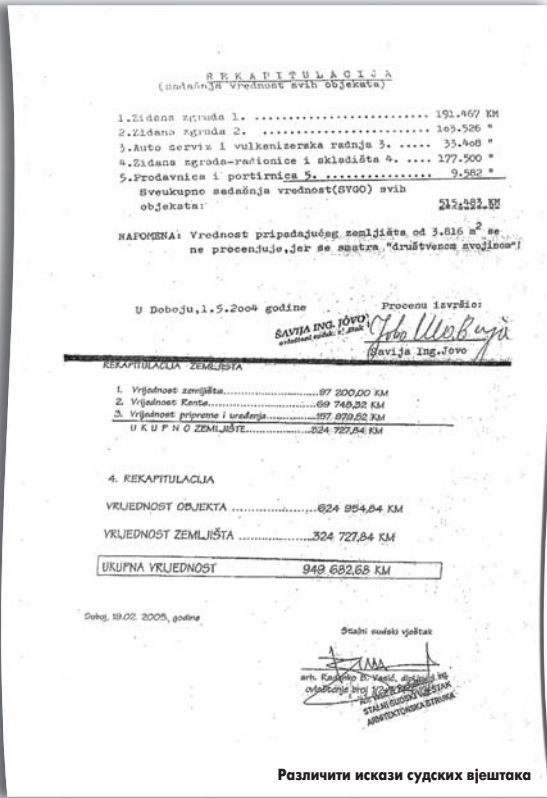 R E K A P I T U L A C I J A
(sadašnja vrednost svih objekata)
1.Zidana zgrada 1. ........................ 191.467 KM
2.Zidana zgrada 2. ....................... 103.526 "
3.Auto servis i vulkanizerska radnja 3. ..... 33.408 "
4.Zidana zgrada-radionice i skladišta 4. .... 177.500 "
5.Prodavnica i portirnica 5. ................ 9.582 "
Sveukupno sadašnja vrednost(SVGO) svih
objekata: 515.483 KM
NAPOMENA: Vrednost pripadajućeg zemljišta od 3.816 m2 se
ne procenjuje,jer se smatra "društvenom svojinom"!
U Doboju,1.5.2004 godine
Procenu izvršio:
ŠAVIJA ING. JOVO
Šavija Ing.Jovo
REKAPITULACIJA ZEMLJIŠTA
1. Vrijednost zemljišta.....................97 200,00 KM
2. Vrijednost Rente........................69 748,32 KM
3. Vrijednost pripreme i uređenja.........157 979,52 KM
U K U P N O ZEMLJIŠTE...................324 727,84 KM
4. REKAPITULACIJA
VRIJEDNOST OBJEKTA .....................624 954,84 KM
VRIJEDNOST ZEMLJIŠTA ...................324 727,84 KM
UKUPNA VRIJEDNOST 949 682,68 KM
Doboj, 19.02. 2005, godine
Stalni sudski vještak
arh. Radenko B. Vasić, dipl.
ovlaštenje broj
STALNI SUDSKI VJEŠTAK
ARHITEKTONSKA STRUKA
Различити искази судских вјештака